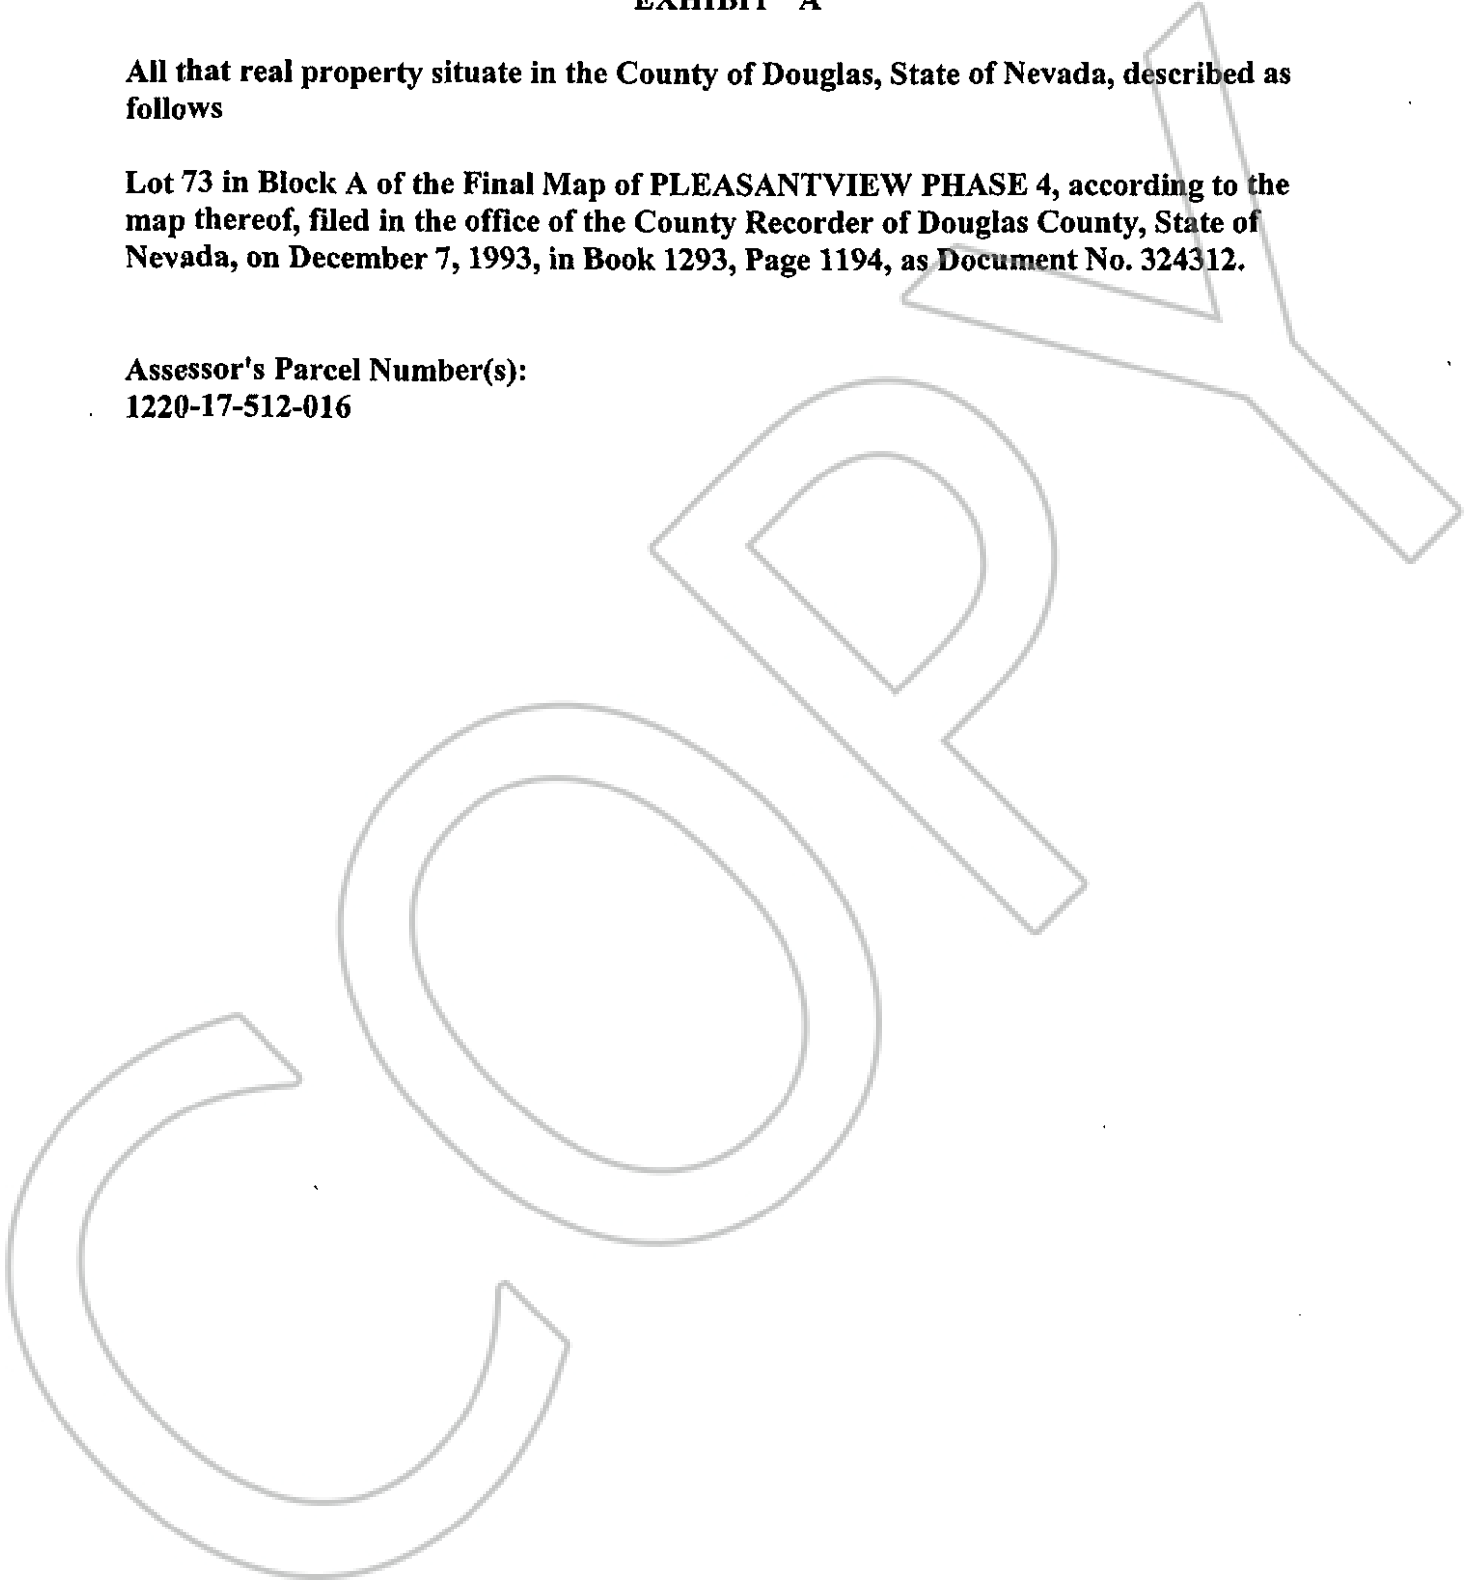 EXHIBIT "A"
All that real property situate in the County of Douglas, State of Nevada, described as
follows
Lot 73 in Block A of the Final Map of PLEASANTVIEW PHASE 4, according to the
map thereof, filed in the office of the County Recorder of Douglas County, State of
Nevada, on December 7, 1993, in Book 1293, Page 1194, as Document No. 324312.
Assessor's Parcel Number(s):
1220-17-512-016
COPY